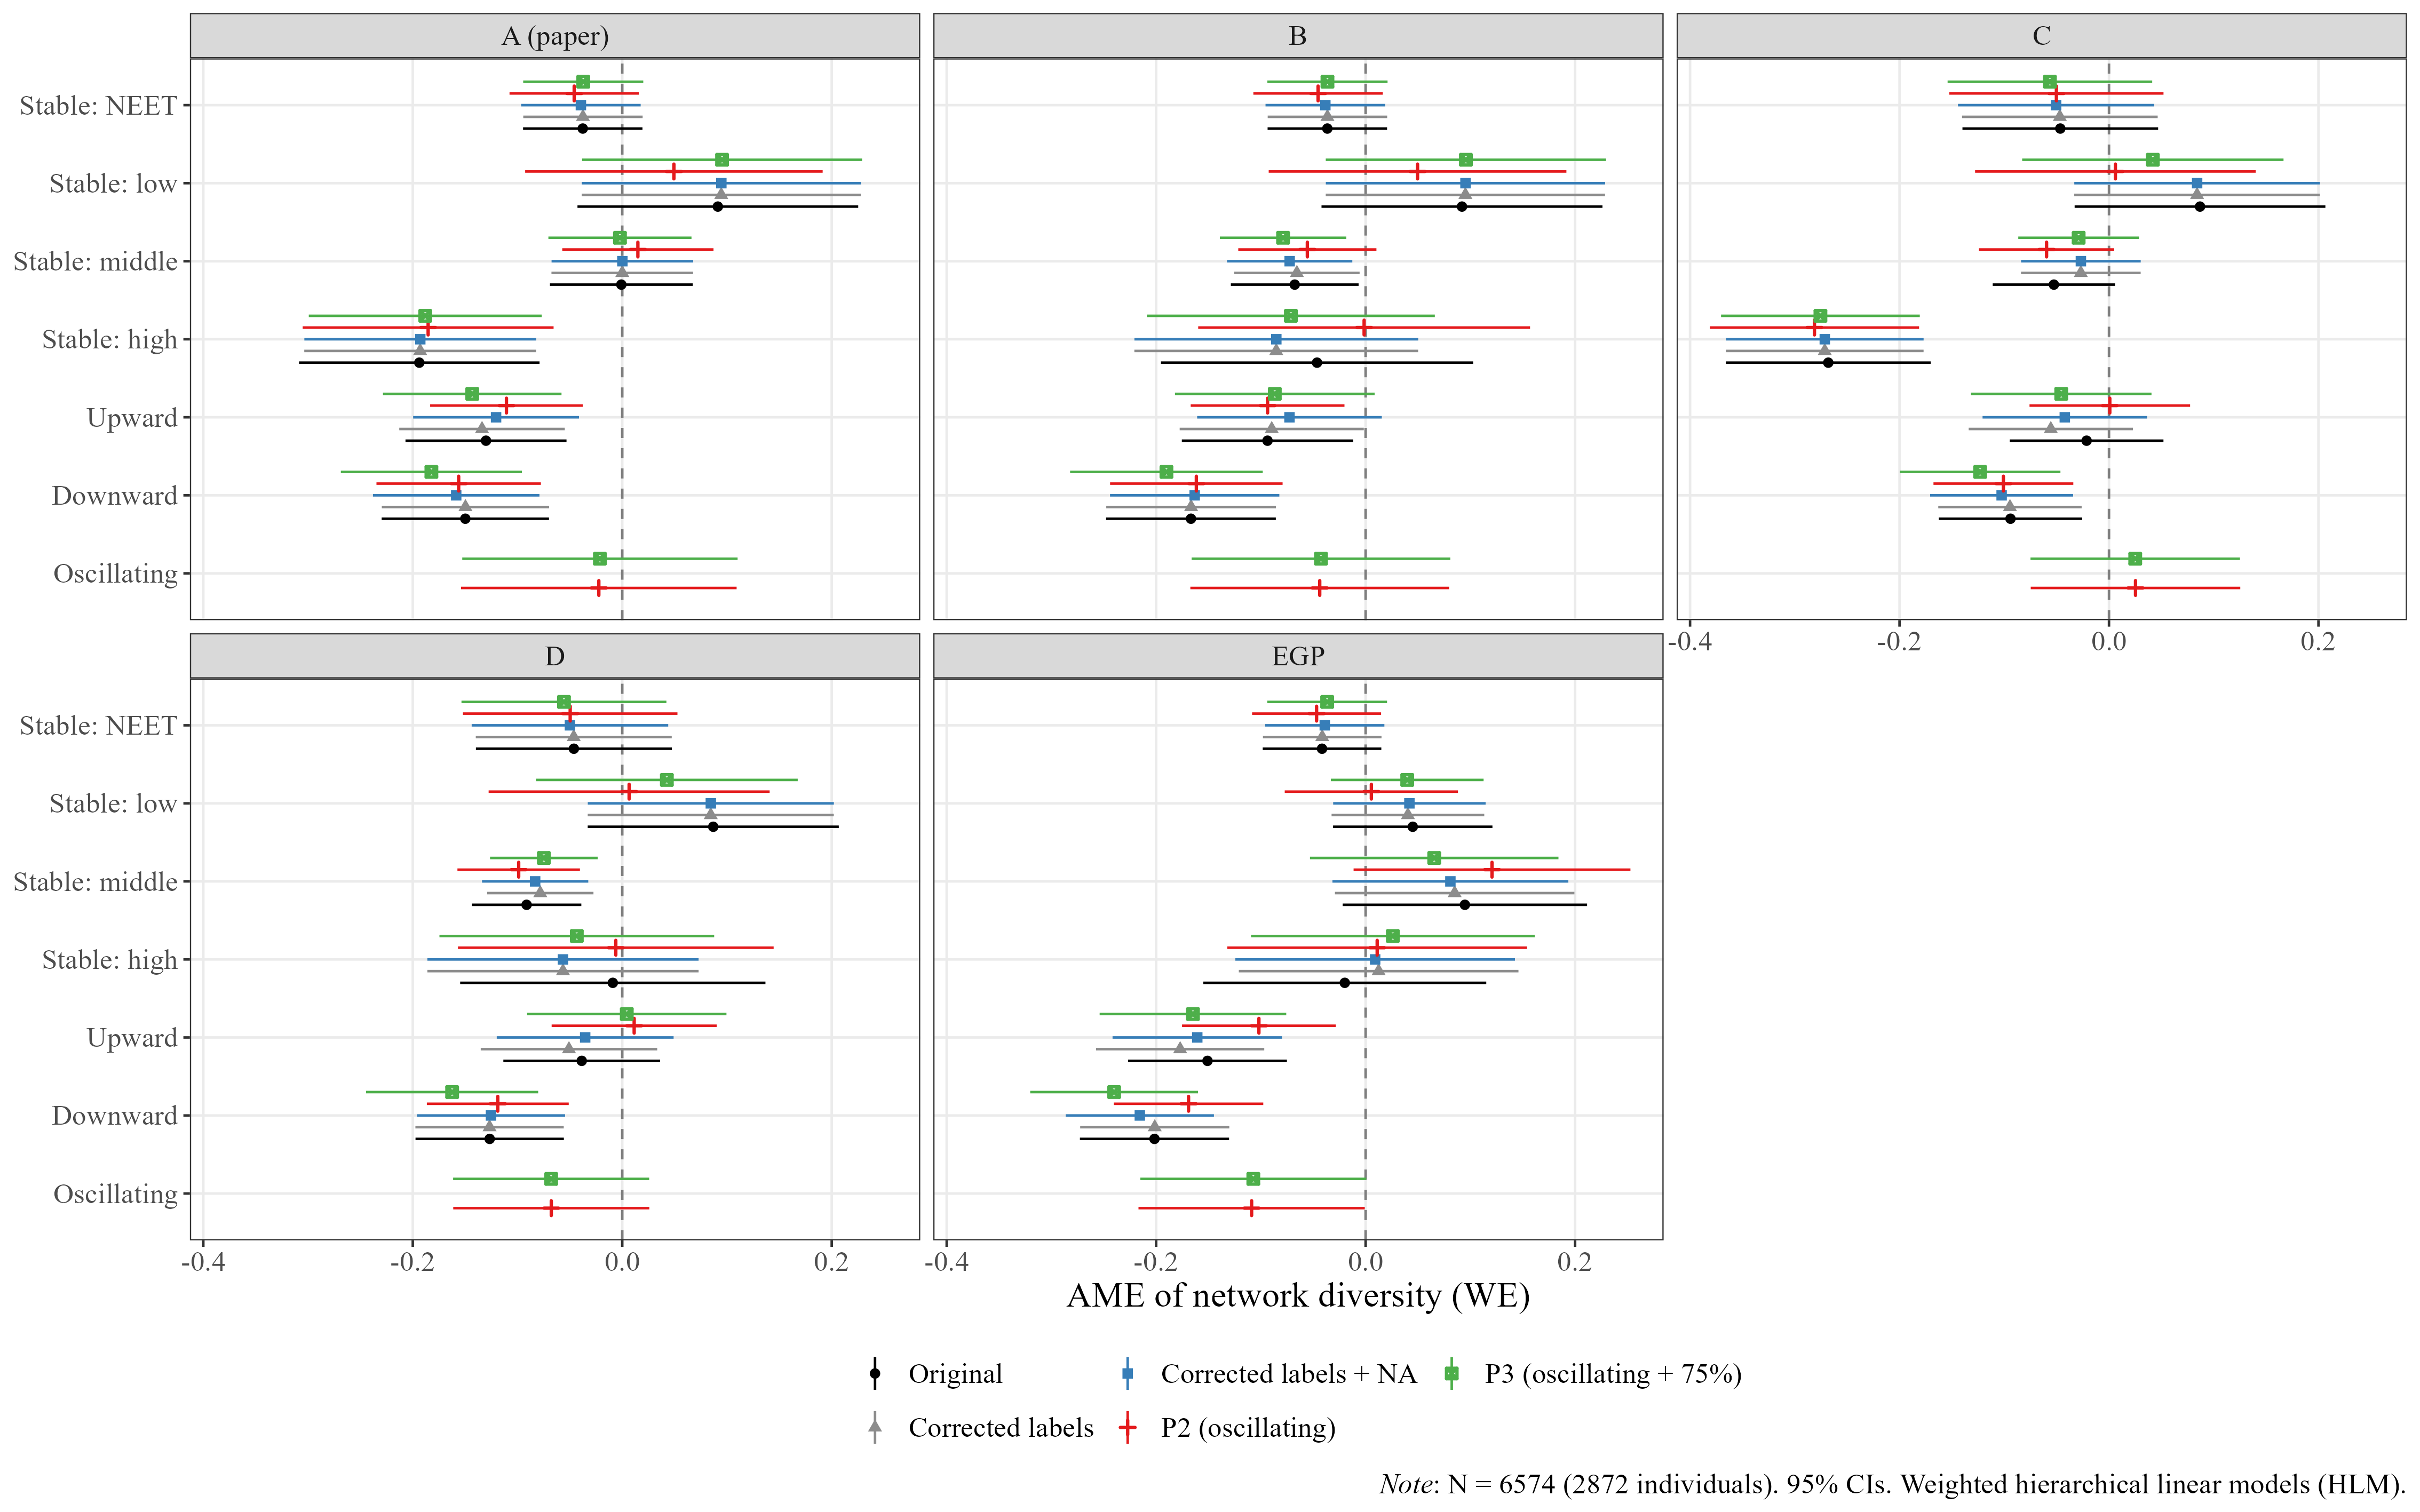 A (paper)
B
C
Stable: NEET
Stable: low
Stable: middle
Stable: high
Upward
Downward
Oscillating
-0.4 -0.2 0.0 0.2
D
EGP
Stable: NEET
Stable: low
Stable: middle
Stable: high
Upward
Downward
Oscillating
-0.4 -0.2 0.0 0.2
-0.4 -0.2 0.0 0.2
AME of network diversity (WE)
Original
Corrected labels + NA
P3 (oscillating + 75%)
Corrected labels
P2 (oscillating)
Note: N = 6574 (2872 individuals). 95% CIs. Weighted hierarchical linear models (HLM).